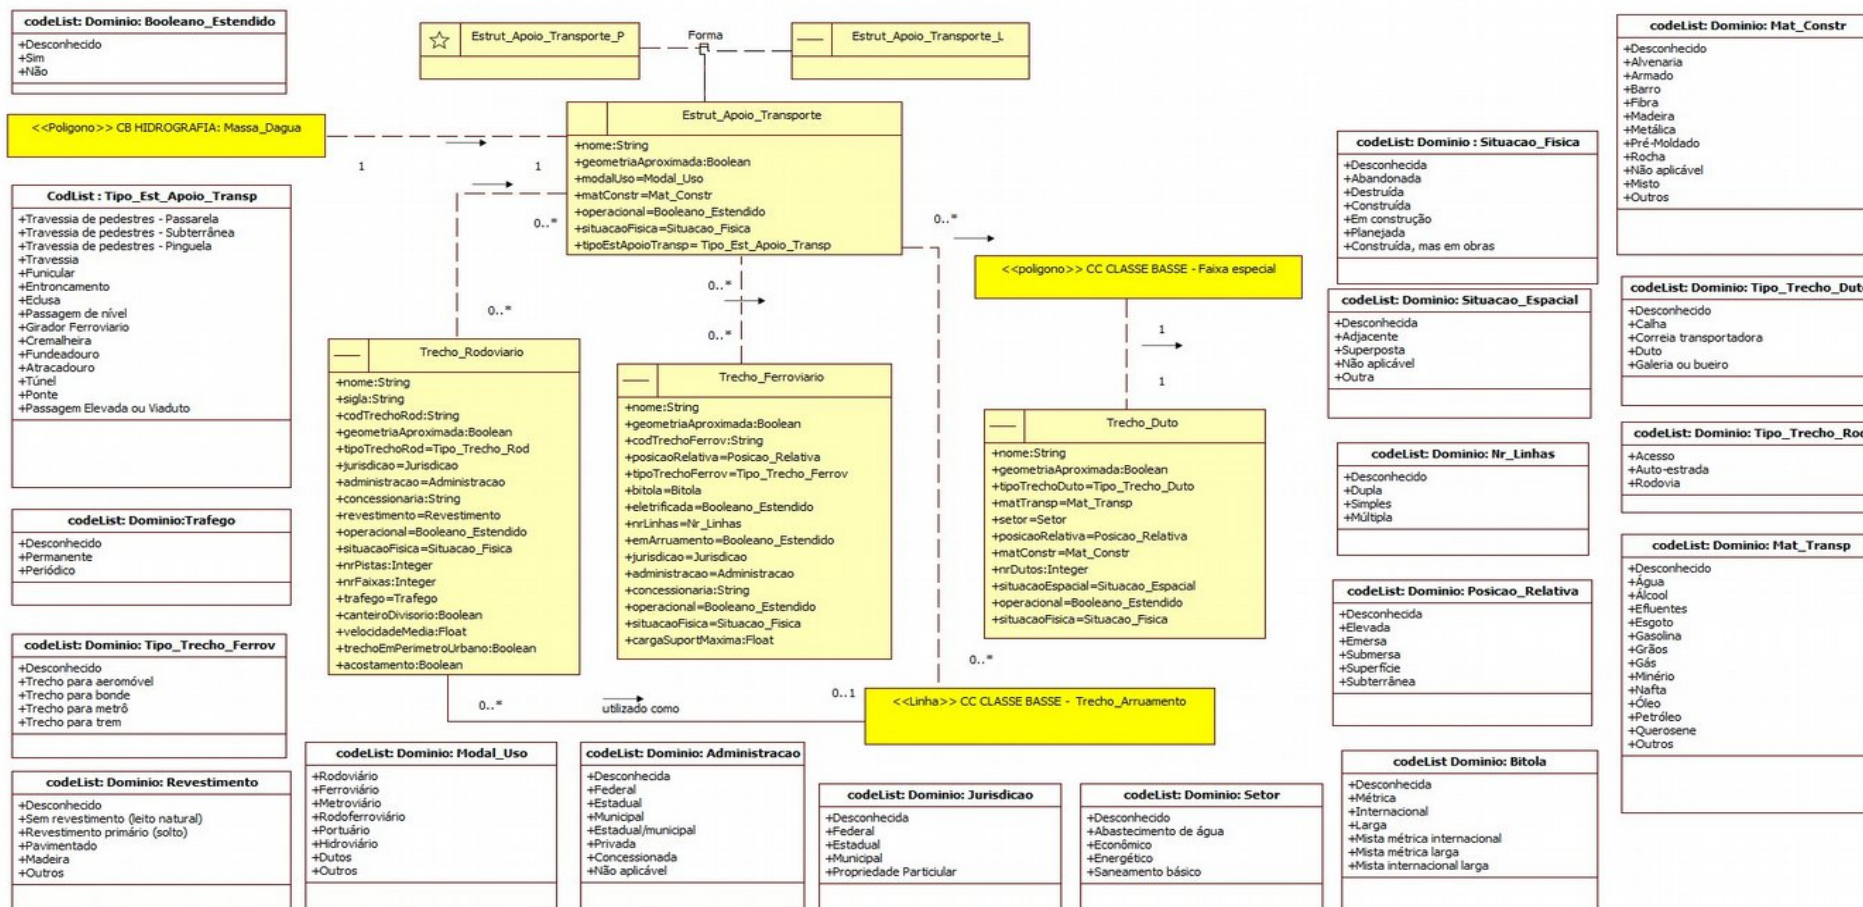 codeList: Dominio: Booleano_Estendido
+Desconhecido
+Sim
+Não
Estrut_Apoio_Transporte_P
Forma
Estrut_Apoio_Transporte_L
codeList: Dominio: Mat_Constr
+Desconhecido
+Alvenaria
+Armado
+Barro
+Fibra
+Madeira
+Metálica
+Pré-Moldado
+Rocha
+Não aplicável
+Misto
+Outros
<<Poligono>> CB HIDROGRAFIA: Massa_Dagua
1
1
Estrut_Apoio_Transporte
+nome:String
+geometriaAproximada:Boolean
+modalUso=Modal_Uso
+matConstr=Mat_Constr
+operacional=Booleano_Estendido
+situacaoFisica=Situacao_Fisica
+tipoEstApoioTransp= Tipo_Est_Apoio_Transp
0..*
0..*
0..*
0..*
0..*
codeList: Dominio : Situacao_Fisica
+Desconhecida
+Abandonada
+Destruída
+Construída
+Em construção
+Planejada
+Construída, mas em obras
CodList : Tipo_Est_Apoio_Transp
+Travessia de pedestres - Passarela
+Travessia de pedestres - Subterrânea
+Travessia de pedestres - Pinguela
+Travessia
+Funicular
+Entroncamento
+Eclusa
+Passagem de nível
+Girador Ferroviario
+Cremalheira
+Fundeadouro
+Atracadouro
+Túnel
+Ponte
+Passagem Elevada ou Viaduto
<<poligono>> CC CLASSE BASSE - Faixa especial
1
1
codeList: Dominio: Situacao_Espacial
+Desconhecida
+Adjacente
+Superposta
+Não aplicável
+Outra
codeList: Dominio: Tipo_Trecho_Duto
+Desconhecido
+Calha
+Correia transportadora
+Duto
+Galeria ou bueiro
Trecho_Rodoviario
+nome:String
+sigla:String
+codTrechoRod:String
+geometriaAproximada:Boolean
+tipoTrechoRod=Tipo_Trecho_Rod
+jurisdicao=Jurisdicao
+administracao=Administracao
+concessionaria:String
+revestimento=Revestimento
+operacional=Booleano_Estendido
+situacaoFisica=Situacao_Fisica
+nrPistas:Integer
+nrFaixas:Integer
+trafego=Trafego
+canteiroDivisorio:Boolean
+velocidadeMedia:Float
+trechoEmPerimetroUrbano:Boolean
+acostamento:Boolean
Trecho_Ferroviario
+nome:String
+geometriaAproximada:Boolean
+codTrechoFerrov:String
+posicaoRelativa=Posicao_Relativa
+tipoTrechoFerrov=Tipo_Trecho_Ferrov
+bitola=Bitola
+eletrificada=Booleano_Estendido
+nrLinhas=Nr_Linhas
+emArruamento=Booleano_Estendido
+jurisdicao=Jurisdicao
+administracao=Administracao
+concessionaria:String
+operacional=Booleano_Estendido
+situacaoFisica=Situacao_Fisica
+cargaSuportMaxima:Float
Trecho_Duto
+nome:String
+geometriaAproximada:Boolean
+tipoTrechoDuto=Tipo_Trecho_Duto
+matTransp=Mat_Transp
+setor=Setor
+posicaoRelativa=Posicao_Relativa
+matConstr=Mat_Constr
+nrDutos:Integer
+situacaoEspacial=Situacao_Espacial
+operacional=Booleano_Estendido
+situacaoFisica=Situacao_Fisica
codeList: Dominio: Nr_Linhas
+Desconhecido
+Dupla
+Simples
+Múltipla
codeList: Dominio: Tipo_Trecho_Rod
+Acesso
+Auto-estrada
+Rodovia
codeList: Dominio:Trafego
+Desconhecido
+Permanente
+Periódico
codeList: Dominio: Mat_Transp
+Desconhecido
+Água
+Álcool
+Efluentes
+Esgoto
+Gasolina
+Grãos
+Gás
+Minério
+Nafta
+Óleo
+Petróleo
+Querosene
+Outros
codeList: Dominio: Posicao_Relativa
+Desconhecida
+Elevada
+Emersa
+Submersa
+Superfície
+Subterrânea
codeList: Dominio: Tipo_Trecho_Ferrov
+Desconhecido
+Trecho para aeromóvel
+Trecho para bonde
+Trecho para metrô
+Trecho para trem
0..*
0..*
utilizado como
0..1
<<Linha>> CC CLASSE BASSE - Trecho_Arruamento
codeList: Dominio: Revestimento
+Desconhecido
+Sem revestimento (leito natural)
+Revestimento primário (solto)
+Pavimentado
+Madeira
+Outros
codeList: Dominio: Modal_Uso
+Rodoviário
+Ferroviário
+Metroviário
+Rodoferroviário
+Portuário
+Hidroviário
+Dutos
+Outros
codeList: Dominio: Administracao
+Desconhecida
+Federal
+Estadual
+Municipal
+Estadual/municipal
+Privada
+Concessionada
+Não aplicável
codeList: Dominio: Jurisdicao
+Desconhecida
+Federal
+Estadual
+Municipal
+Propriedade Particiular
codeList: Dominio: Setor
+Desconhecido
+Abastecimento de água
+Econômico
+Energético
+Saneamento básico
codeList Dominio: Bitola
+Desconhecida
+Métrica
+Internacional
+Larga
+Mista métrica internacional
+Mista métrica larga
+Mista internacional larga